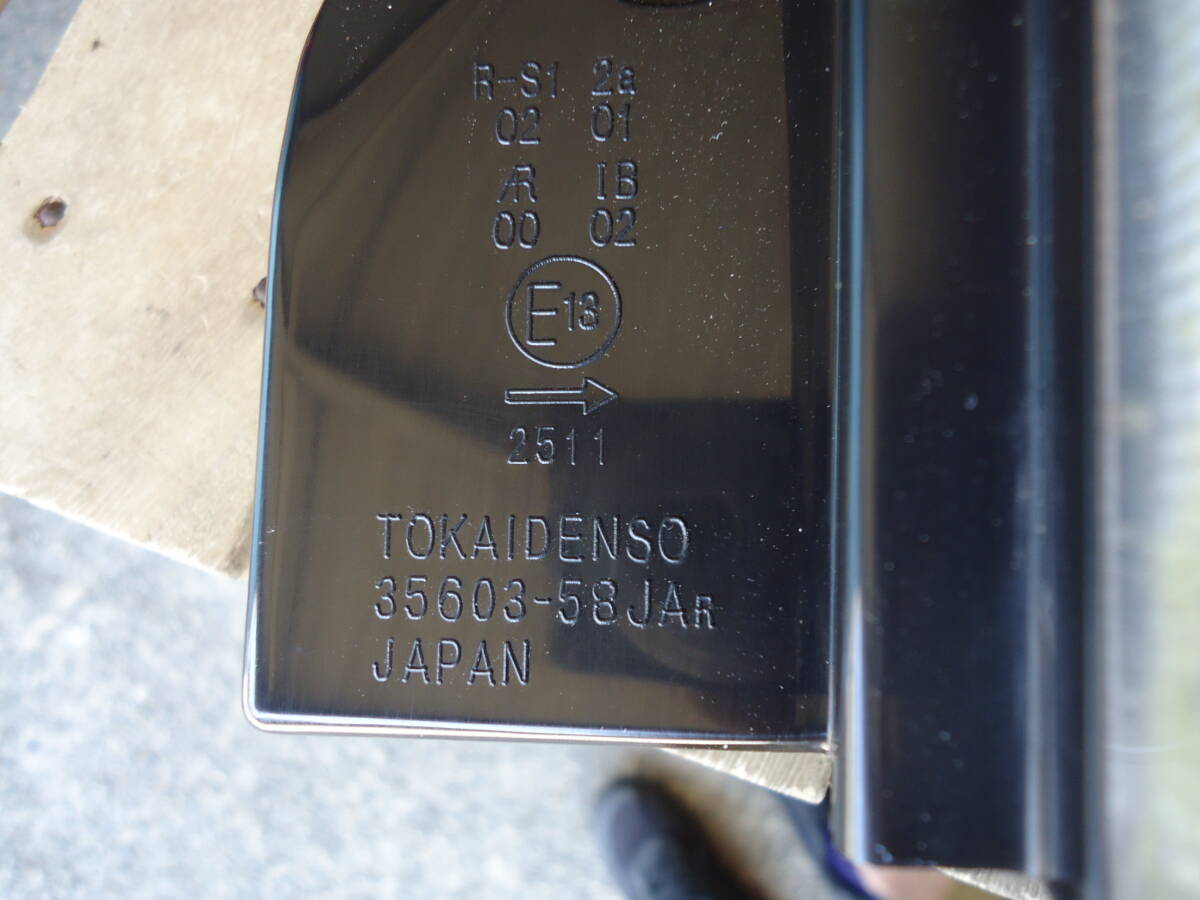 R-S1 2a
02 01
AR IB
00 02
E13
2511
TOKAIDENSO
35603-58JAR
JAPAN